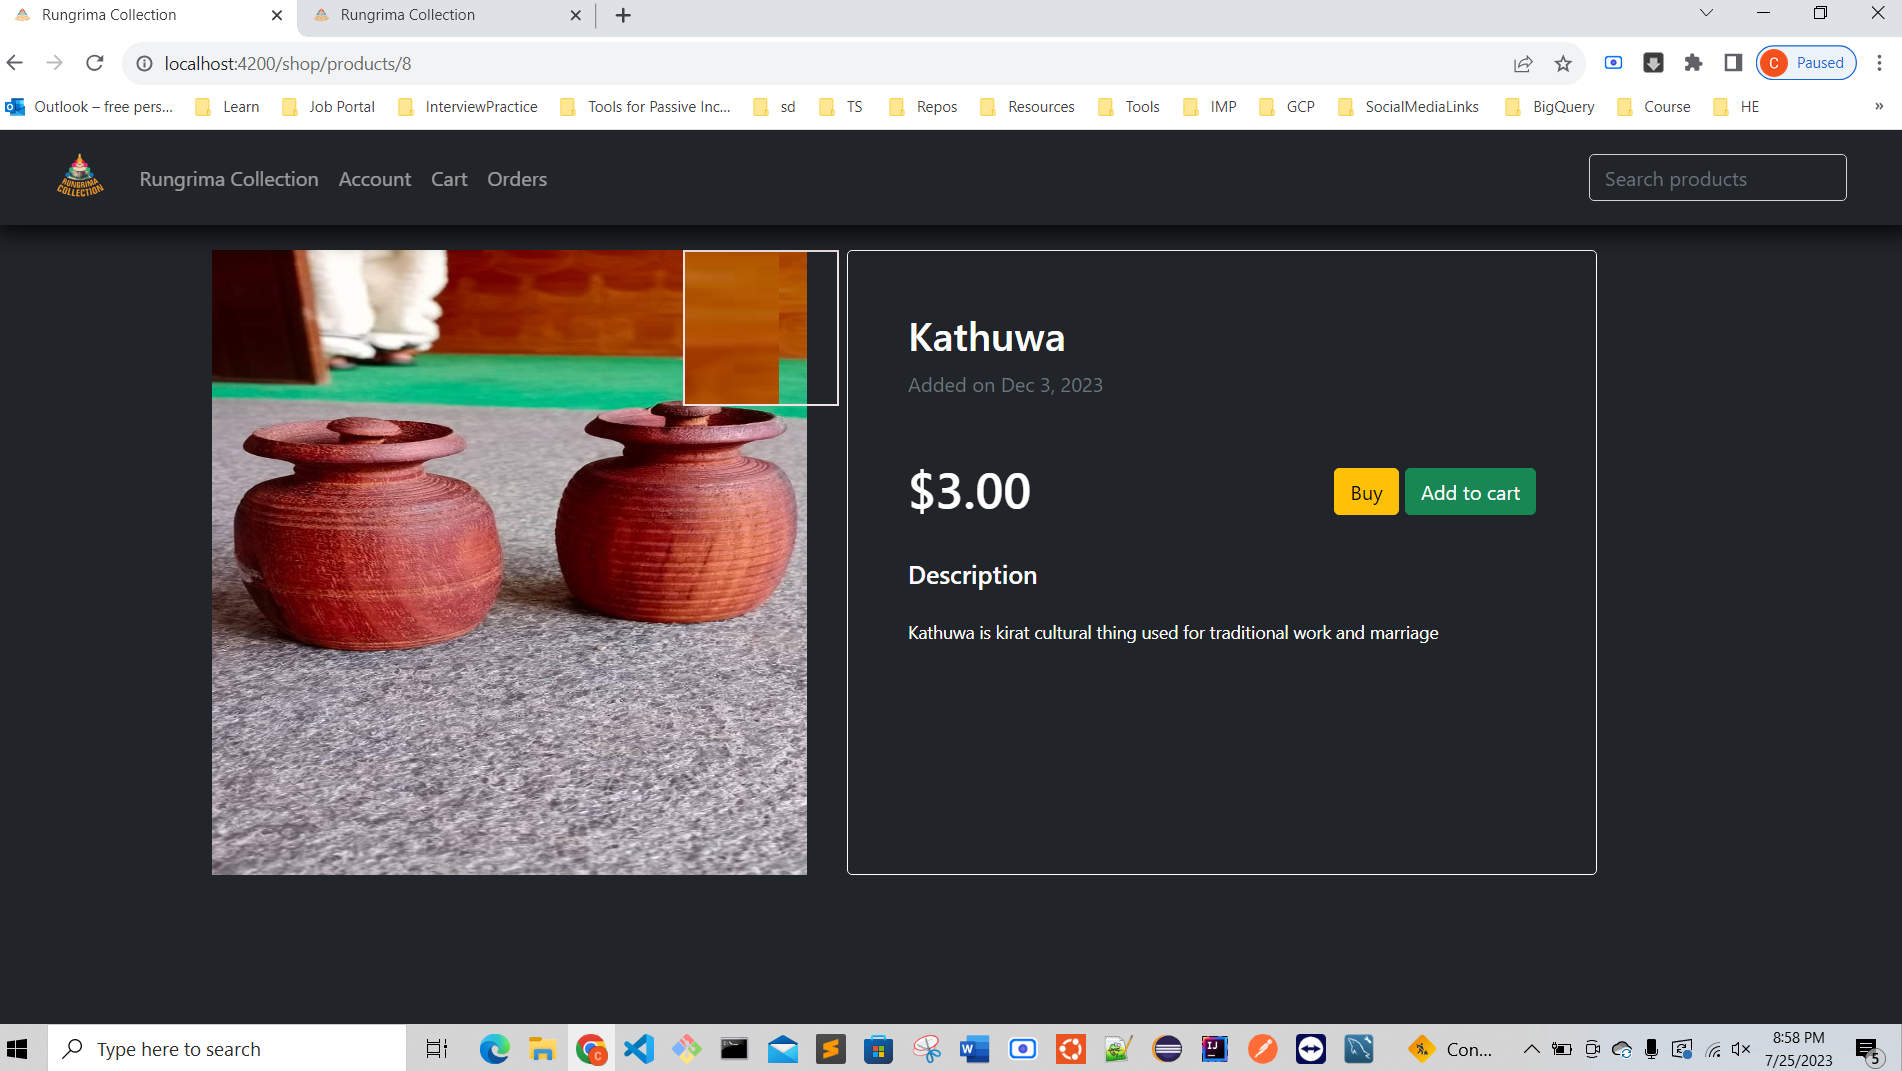 Rungrima Collection
Rungrima Collection
localhost:4200/shop/products/8
C Paused
Outlook – free pers... Learn Job Portal InterviewPractice Tools for Passive Inc... sd TS Repos Resources Tools IMP GCP SocialMediaLinks BigQuery Course HE »
RUNGRIMA
COLLECTION
Rungrima Collection Account Cart Orders
Search products
Kathuwa
Added on Dec 3, 2023
$3.00
Buy Add to cart
Description
Kathuwa is kirat cultural thing used for traditional work and marriage
Type here to search
Con...
8:58 PM
7/25/2023
5